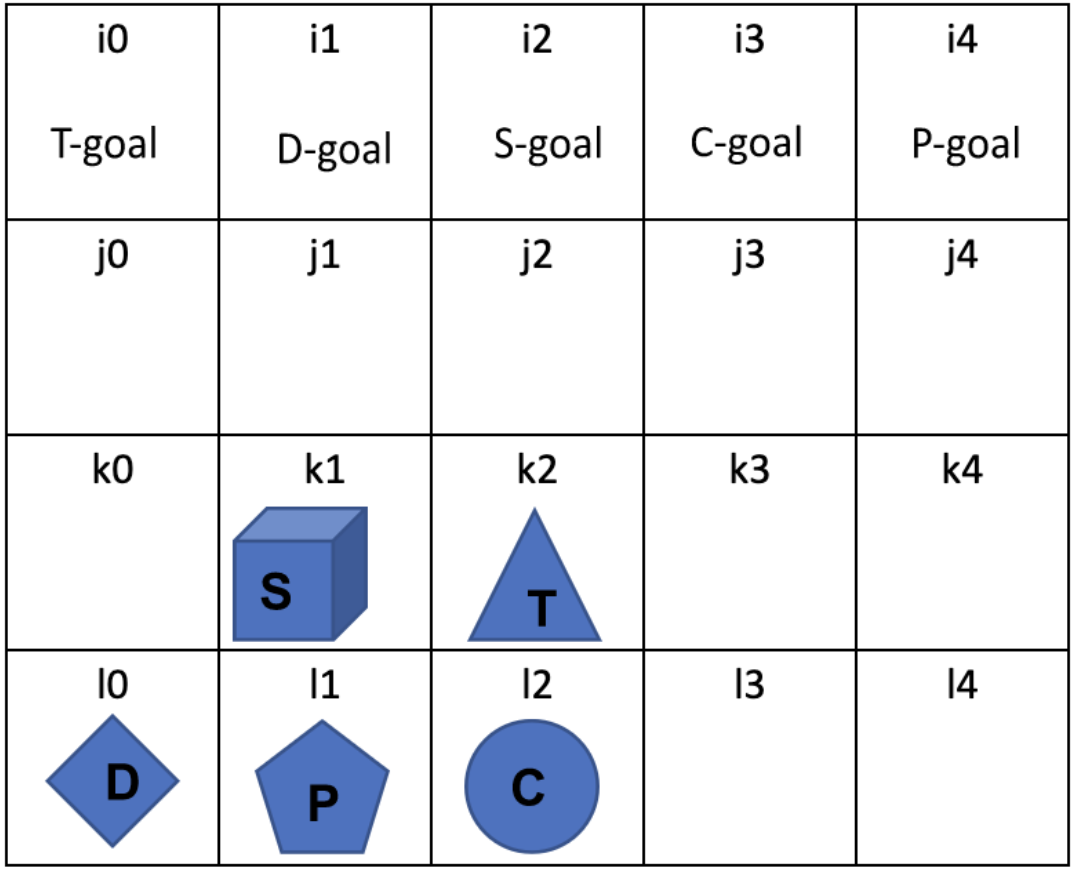 i0 i1 i2 i3 i4
T-goal D-goal S-goal C-goal P-goal
j0 j1 j2 j3 j4
k0 k1 k2 k3 k4
S T
l0 l1 l2 l3 l4
D P C